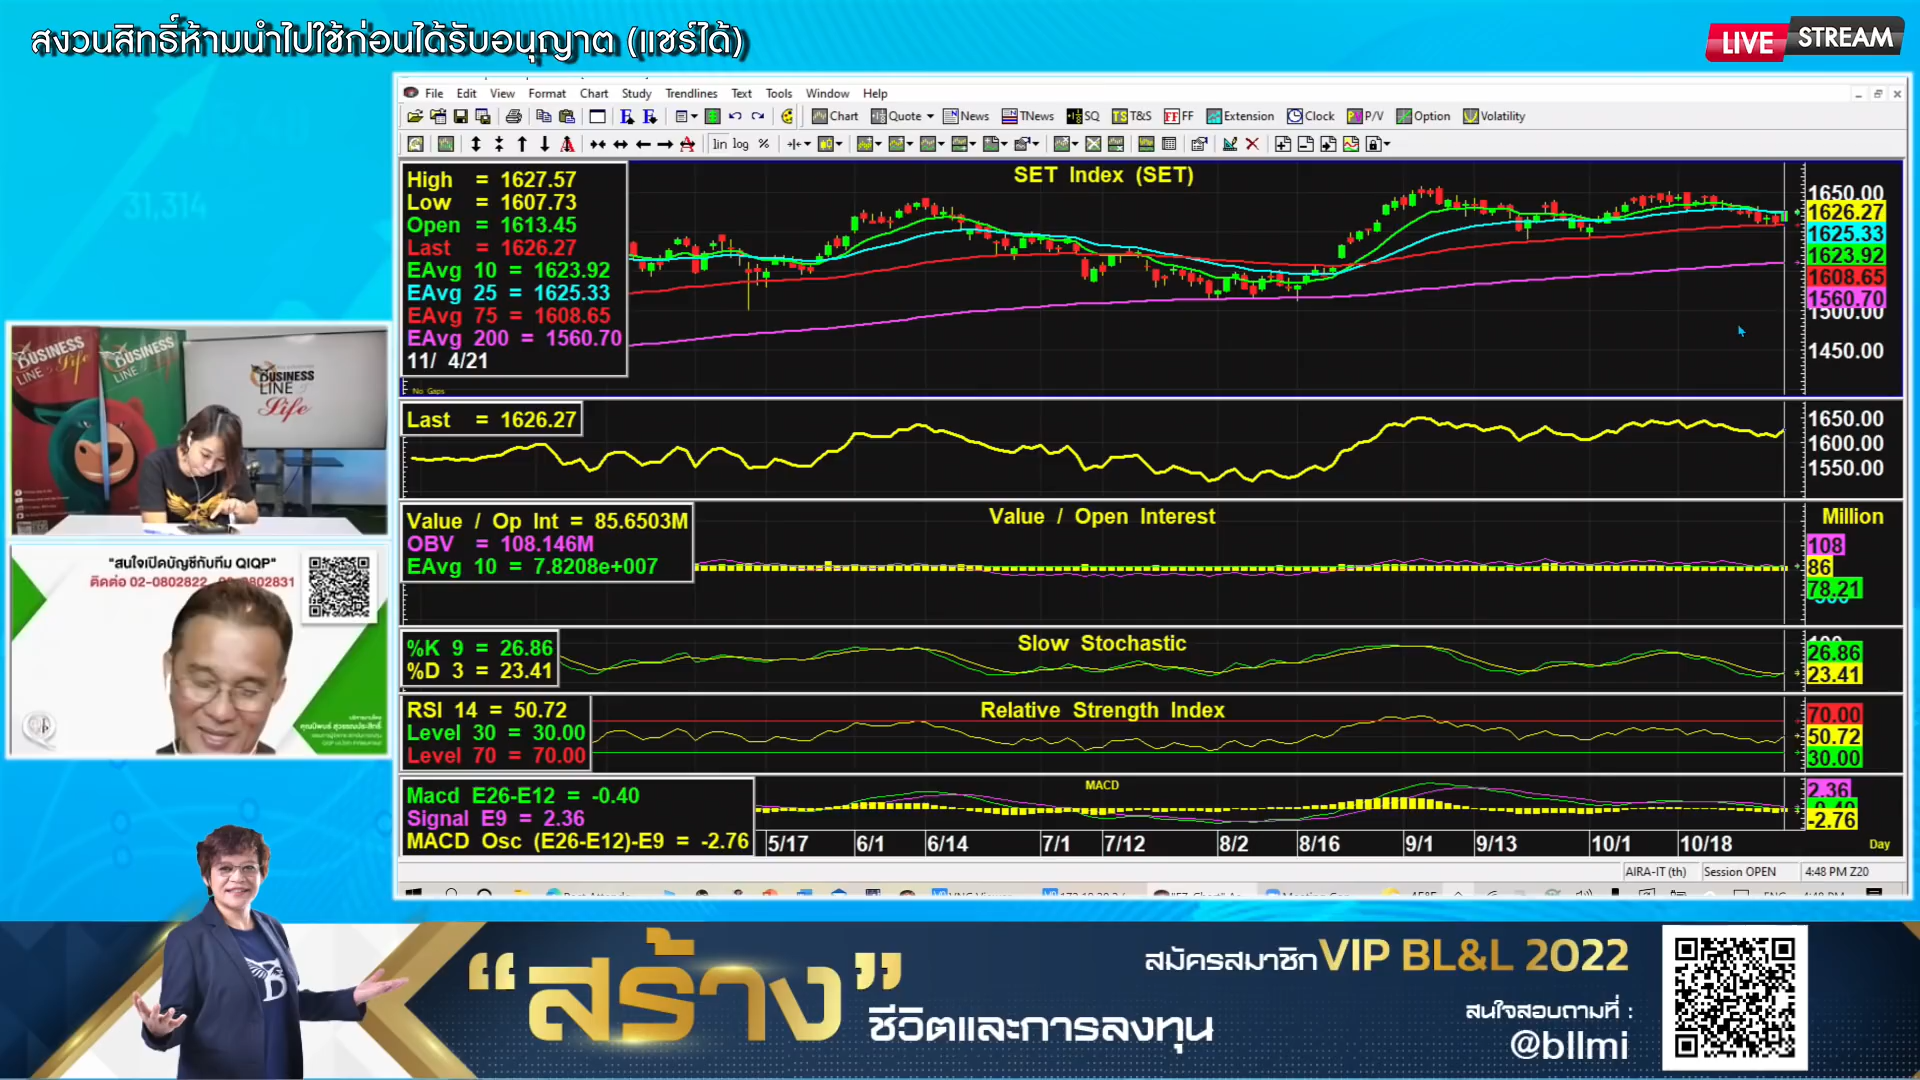 สงวนสิทธิ์ห้ามนำไปใช้ก่อนได้รับอนุญาต (แชร์ได้)
LIVE STREAM
31,314
File Edit View Format Chart Study Trendlines Text Tools Window Help
Chart Quote News TNews SQ T&S FF Extension Clock P/V Option Volatility
lin log %
SET Index (SET)
High = 1627.57
Low = 1607.73
Open = 1613.45
Last = 1626.27
EAvg 10 = 1623.92
EAvg 25 = 1625.33
EAvg 75 = 1608.65
EAvg 200 = 1560.70
11/ 4/21
No Gaps
1650.00
1626.27
1625.33
1623.92
1608.65
1560.70
1500.00
1450.00
Last = 1626.27
1650.00
1600.00
1550.00
Value / Open Interest
Value / Op Int = 85.6503M
OBV = 108.146M
EAvg 10 = 7.8208e+007
Million
108
86
78.21
Slow Stochastic
%K 9 = 26.86
%D 3 = 23.41
26.86
23.41
Relative Strength Index
RSI 14 = 50.72
Level 30 = 30.00
Level 70 = 70.00
70.00
50.72
30.00
MACD
Macd E26-E12 = -0.40
Signal E9 = 2.36
MACD Osc (E26-E12)-E9 = -2.76
2.36
-2.76
5/17 6/1 6/14 7/1 7/12 8/2 8/16 9/1 9/13 10/1 10/18 Day
AIRA-IT (th) Session OPEN 4:48 PM Z20
BUSINESS LINE & Life
BUSINESS LINE & Life
BUSINESS LINE & Life
"สนใจเปิดบัญชีกับทีม QIQP"
ติดต่อ 02-0802822, 02-0802831
“สร้าง”
ชีวิตและการลงทุน
สมัครสมาชิก VIP BL&L 2022
สนใจสอบถามที่ :
@bllmi